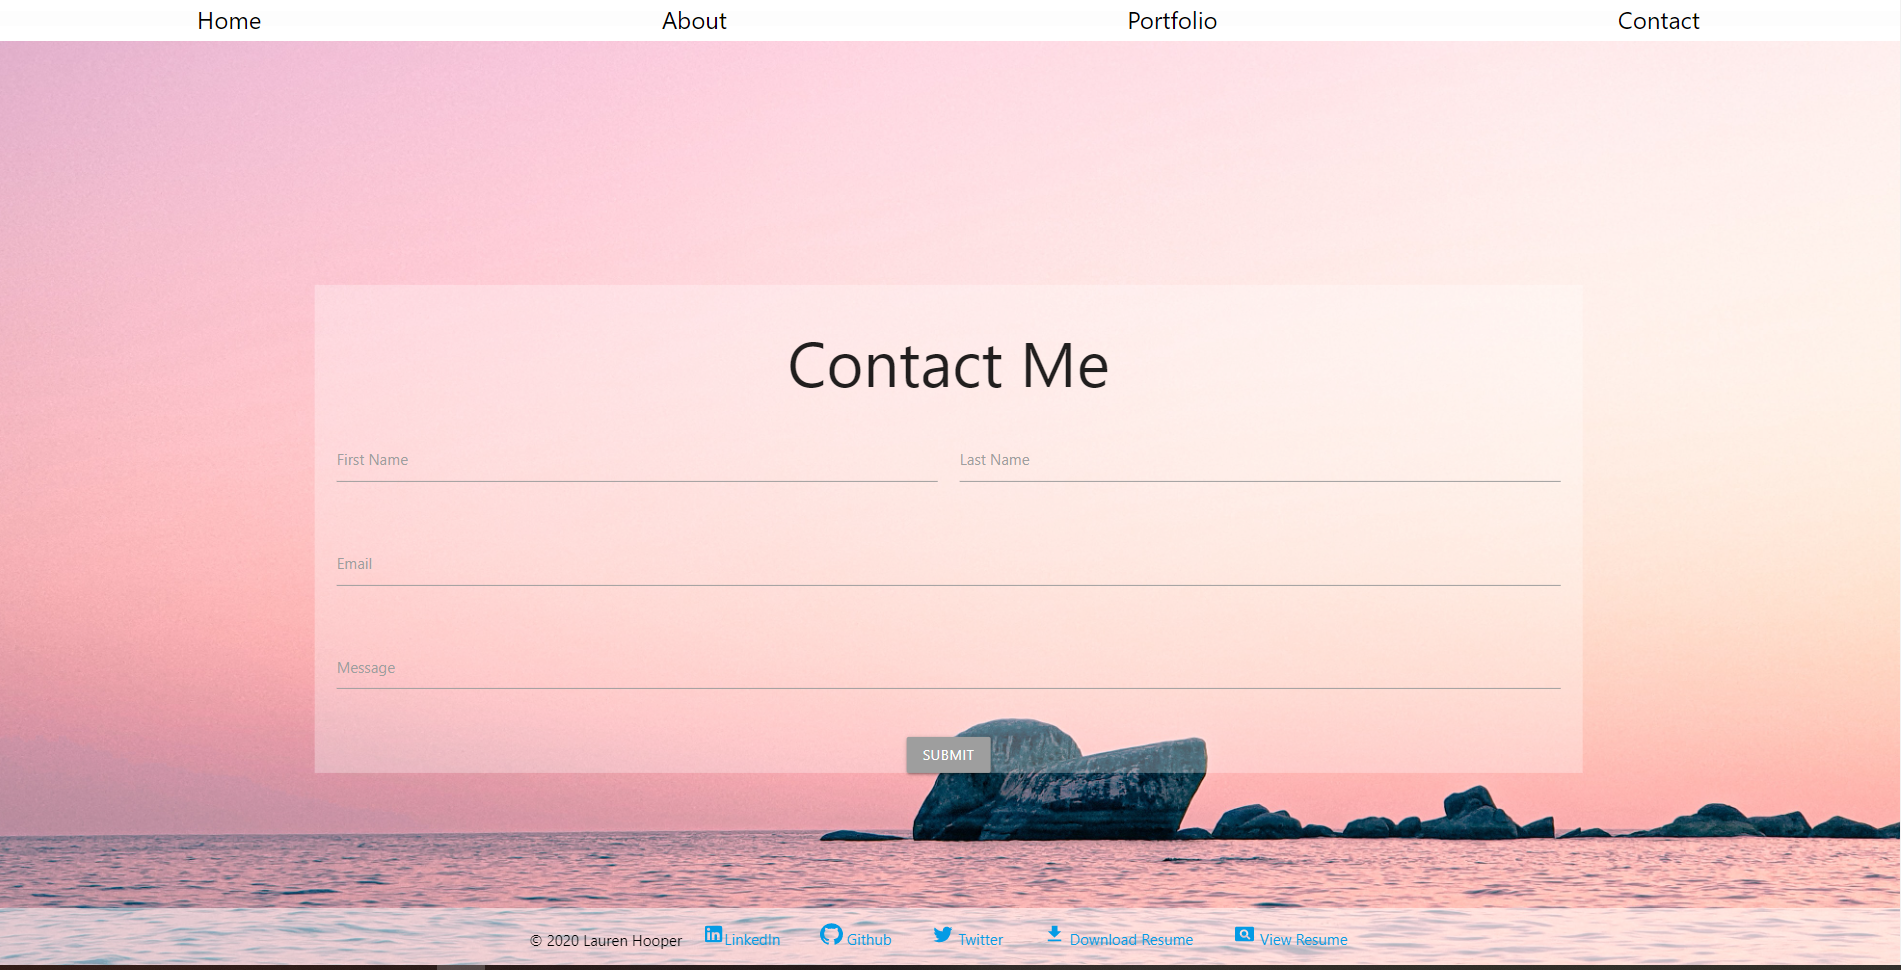 Home About Portfolio Contact
Contact Me
First Name Last Name
Email
Message
SUBMIT
© 2020 Lauren Hooper LinkedIn Github Twitter Download Resume View Resume